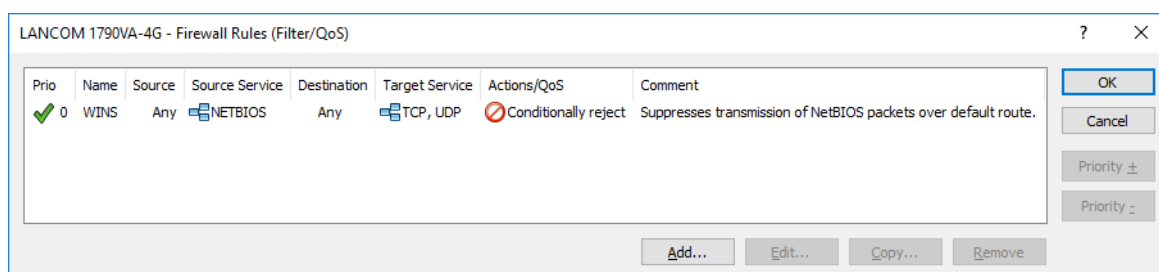 LANCOM 1790VA-4G - Firewall Rules (Filter/QoS) ?
Prio Name Source Source Service Destination Target Service Actions/QoS Comment
0 WINS Any NETBIOS Any TCP, UDP Conditionally reject Suppresses transmission of NetBIOS packets over default route.
OK
Cancel
Priority +
Priority -
Add... Edit... Copy... Remove